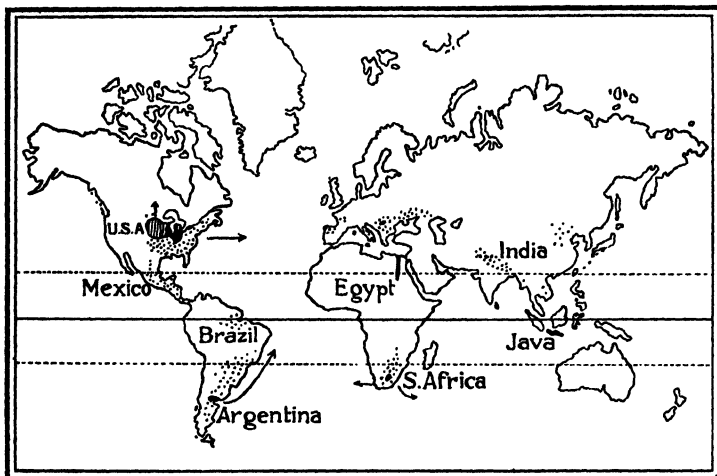 U.S.A
India
Mexico
Egypt
Brazil
Java
S. Africa
Argentina